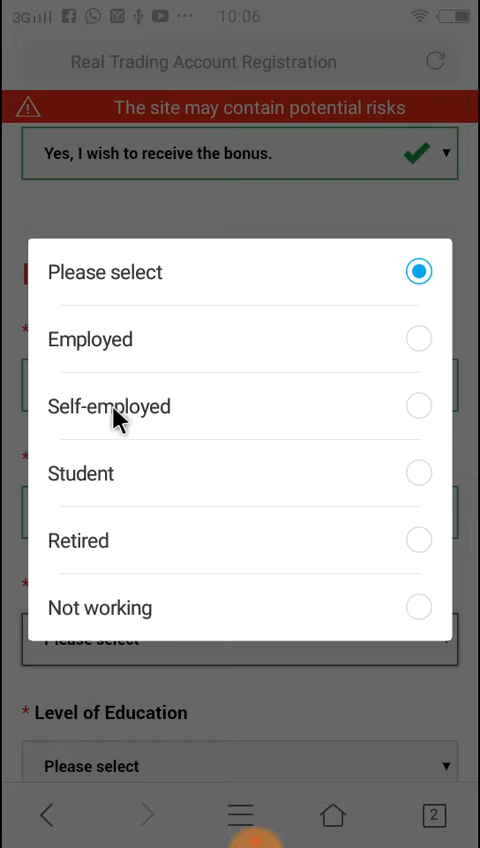 3G 10:06
Real Trading Account Registration
The site may contain potential risks
Yes, I wish to receive the bonus.
Please select
Employed
Self-employed
Student
Retired
Not working
Please select
* Level of Education
Please select
2